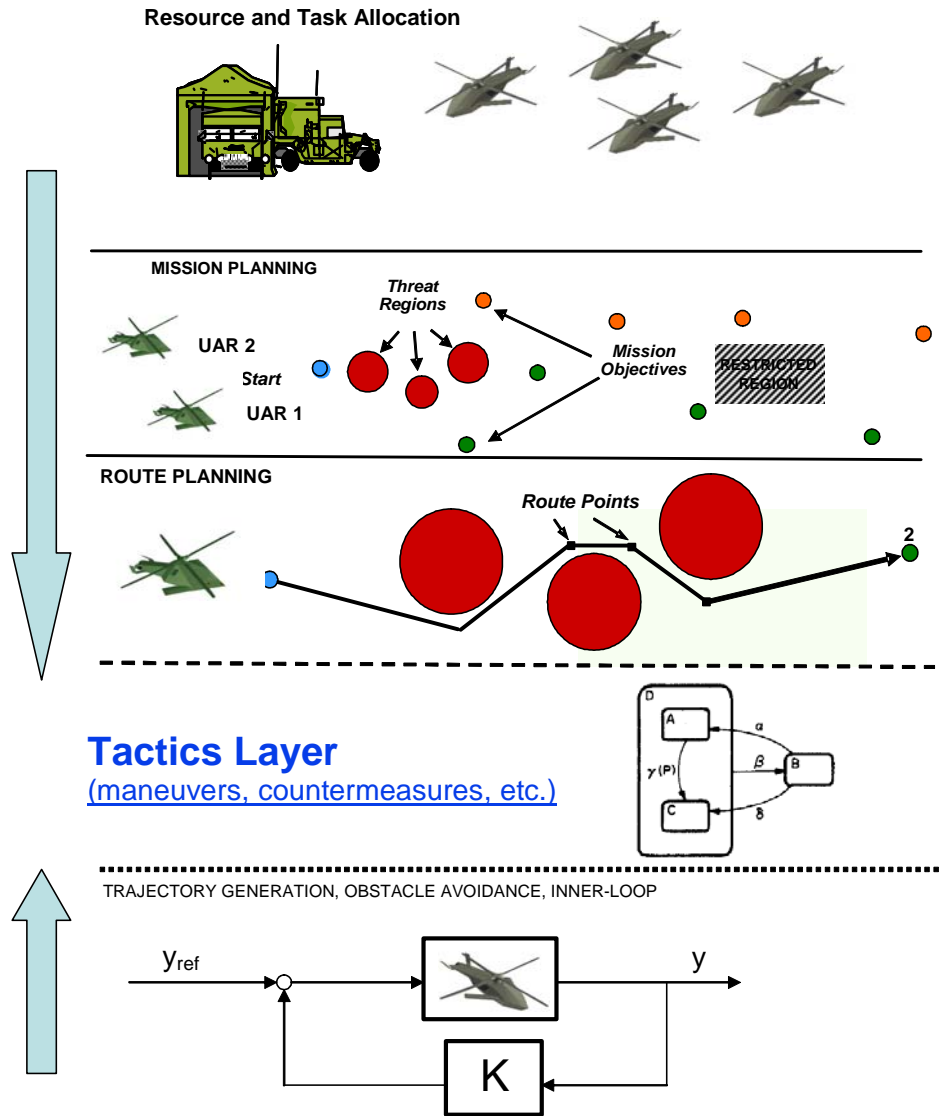 Resource and Task Allocation
MISSION PLANNING
Threat
Regions
UAR 2
Start
UAR 1
Mission
Objectives
RESTRICTED
REGION
ROUTE PLANNING
Route Points
2
Tactics Layer
(maneuvers, countermeasures, etc.)
D
A
α
γ(P)
β
B
C
δ
TRAJECTORY GENERATION, OBSTACLE AVOIDANCE, INNER-LOOP
yref
y
K